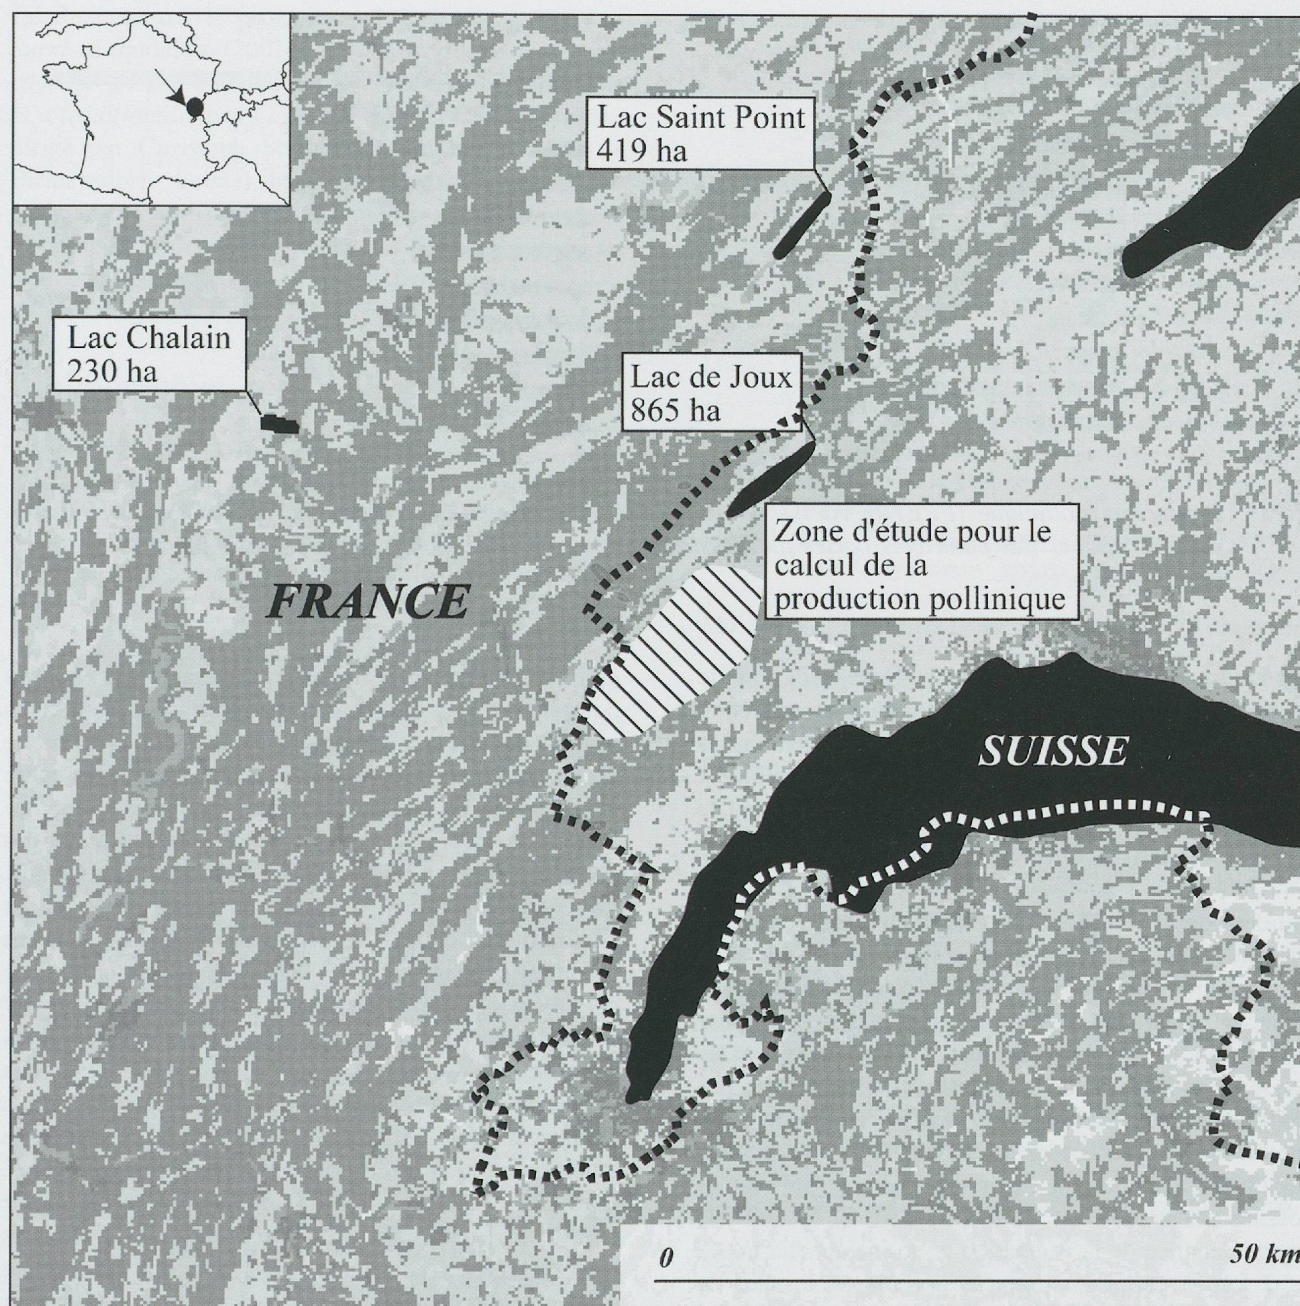 Lac Saint Point
419 ha
Lac Chalain
230 ha
Lac de Joux
865 ha
Zone d'étude pour le
calcul de la
production pollinique
FRANCE
SUISSE
0
50 km